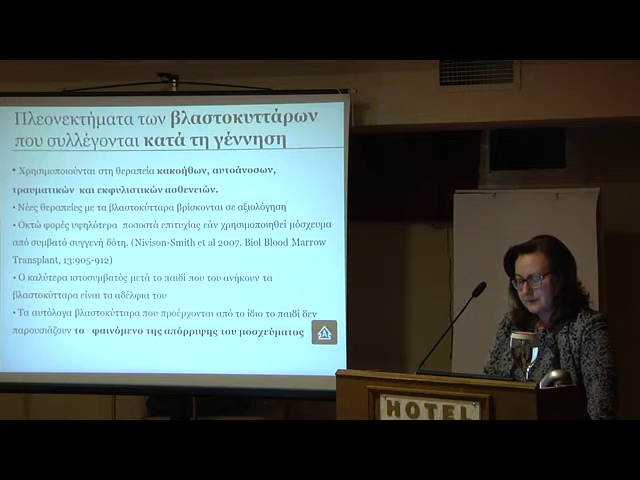 Πλεονεκτήματα των βλαστοκυττάρων
που συλλέγονται κατά τη γέννηση
• Χρησιμοποιούνται στη θεραπεία κακοήθων, αυτοάνοσων,
τραυματικών και εκφυλιστικών ασθενειών.
• Νέες θεραπείες με τα βλαστοκύτταρα βρίσκονται σε αξιολόγηση
• Οκτώ φορές υψηλότερα ποσοστά επιτυχίας εάν χρησιμοποιηθεί μόσχευμα
από συμβατό συγγενή δότη. (Nivison-Smith et al 2007. Biol Blood Marrow
Transplant, 13:905-912)
• Ο καλύτερα ιστοσυμβατός μετά το παιδί που του ανήκουν τα
βλαστοκύτταρα είναι τα αδέλφια του
• Τα αυτόλογα βλαστοκύτταρα που προέρχονται από το ίδιο το παιδί δεν
παρουσιάζουν το φαινόμενο της απόρριψης του μοσχεύματος
HOTEL